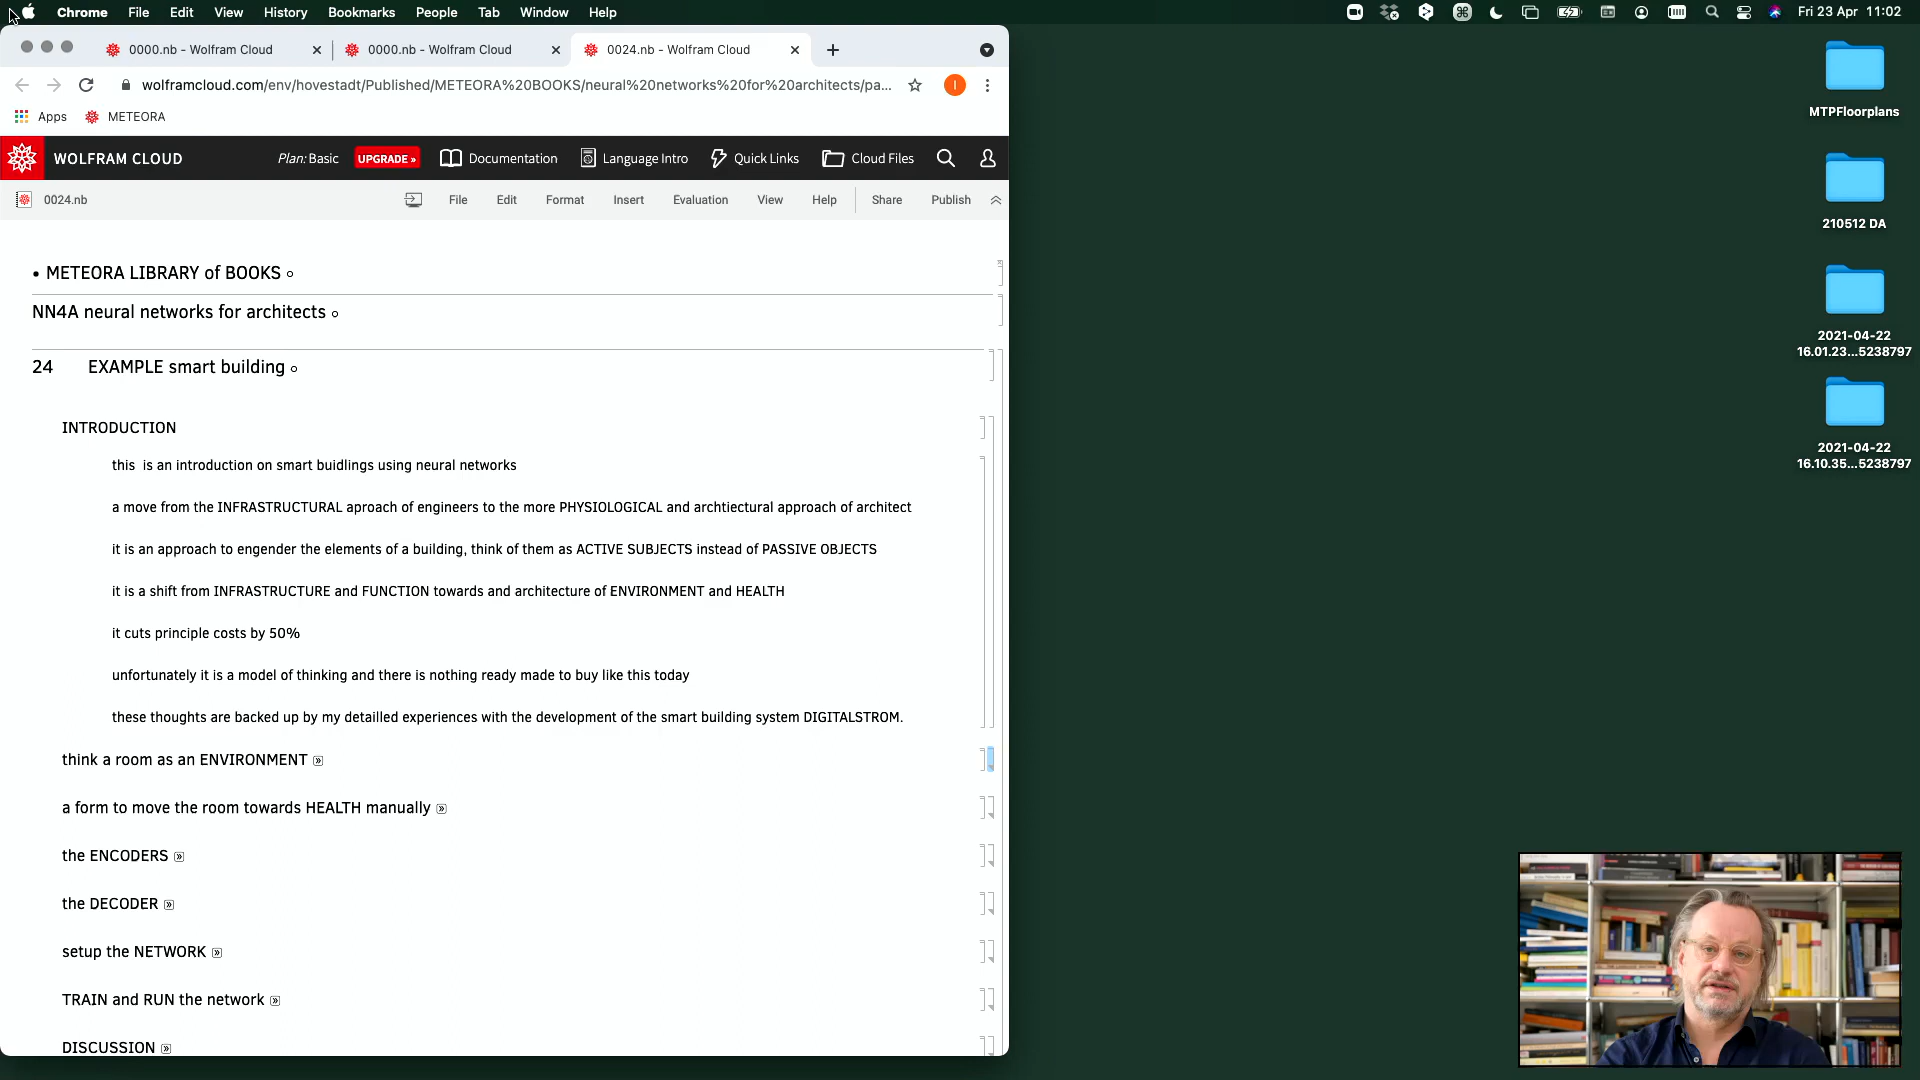 Chrome File Edit View History Bookmarks People Tab Window Help Fri 23 Apr 11:02
0000.nb - Wolfram Cloud 0000.nb - Wolfram Cloud 0024.nb - Wolfram Cloud
wolframcloud.com/env/hovestadt/Published/METEORA%20BOOKS/neural%20networks%20for%20architects/pa... I
Apps METEORA
WOLFRAM CLOUD Plan: Basic UPGRADE » Documentation Language Intro Quick Links Cloud Files
0024.nb File Edit Format Insert Evaluation View Help Share Publish
• METEORA LIBRARY of BOOKS
NN4A neural networks for architects
24 EXAMPLE smart building
INTRODUCTION
this is an introduction on smart buidlings using neural networks
a move from the INFRASTRUCTURAL aproach of engineers to the more PHYSIOLOGICAL and archtiectural approach of architect
it is an approach to engender the elements of a building, think of them as ACTIVE SUBJECTS instead of PASSIVE OBJECTS
it is a shift from INFRASTRUCTURE and FUNCTION towards and architecture of ENVIRONMENT and HEALTH
it cuts principle costs by 50%
unfortunately it is a model of thinking and there is nothing ready made to buy like this today
these thoughts are backed up by my detailled experiences with the development of the smart building system DIGITALSTROM.
think a room as an ENVIRONMENT »
a form to move the room towards HEALTH manually »
the ENCODERS »
the DECODER »
setup the NETWORK »
TRAIN and RUN the network »
DISCUSSION »
MTPFloorplans
210512 DA
2021-04-22
16.01.23...5238797
2021-04-22
16.10.35...5238797